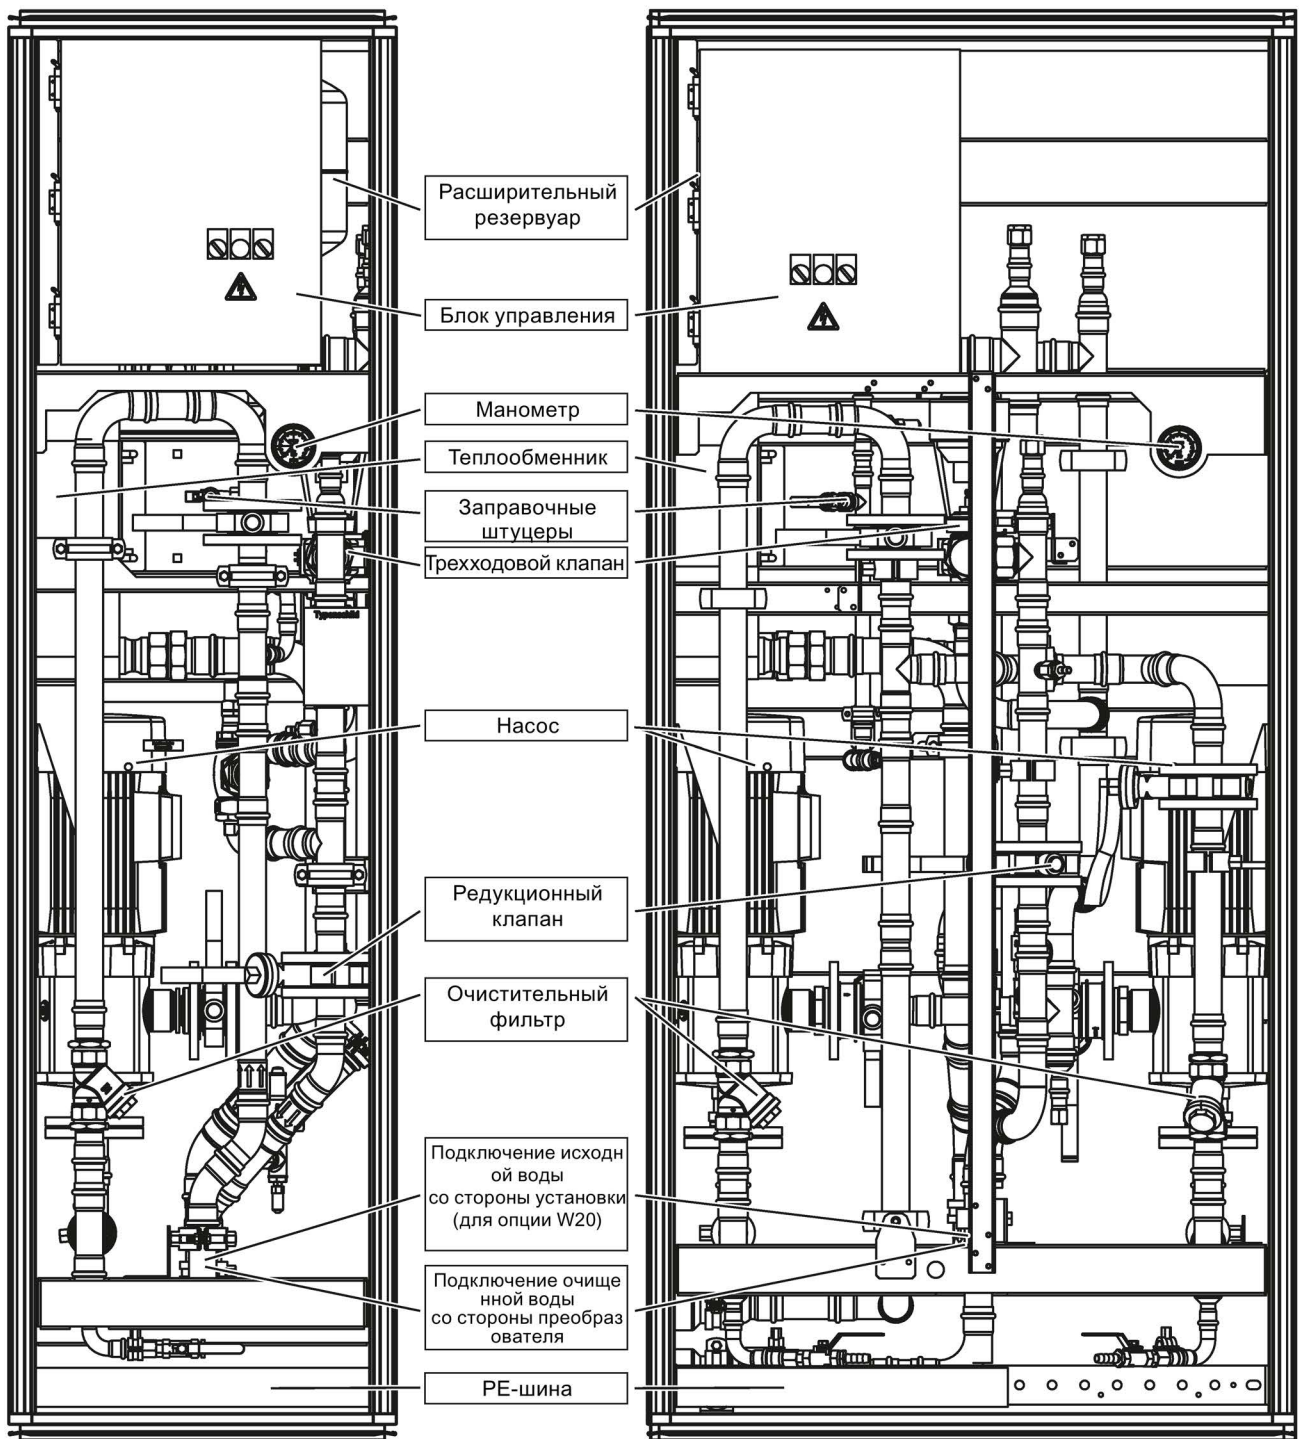 Расширительный
резервуар
Блок управления
Манометр
Теплообменник
Заправочные
штуцеры
Трехходовой клапан
Typenschild
Насос
Редукционный
клапан
Очистительный
фильтр
Подключение исходн
ой воды
со стороны установки
(для опции W20)
Подключение очище
нной воды
со стороны преобраз
ователя
PE-шина